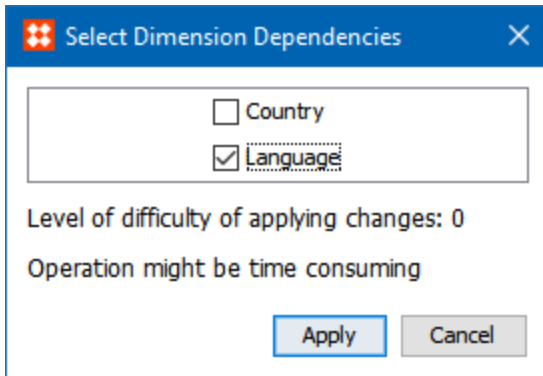 Select Dimension Dependencies
Country
Language
Level of difficulty of applying changes: 0
Operation might be time consuming
Apply
Cancel